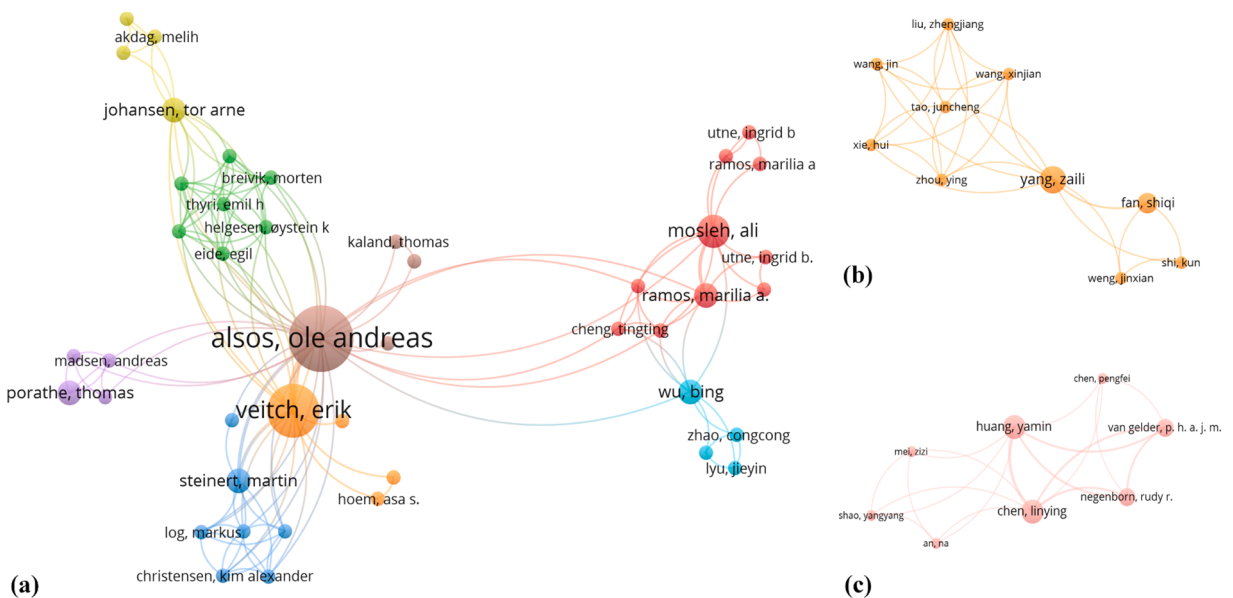 akdag, melih
johansen, tor arne
breivik, morten
thyri, emil h
helgesen, øystein k
eide, egil
kaland, thomas
alsos, ole andreas
madsen, andreas
porathe, thomas
veitch, erik
steinert, martin
hoem, asa s.
log, markus
christensen, kim alexander
utne, ingrid b
ramos, marilia a
mosleh, ali
utne, ingrid b.
ramos, marilia a.
cheng, tingting
wu, bing
zhao, congcong
lyu, jieyin
(a)
liu, zhengjiang
wang, jin
wang, xinjian
tao, juncheng
xie, hui
zhou, ying
yang, zaili
fan, shiqi
shi, kun
weng, jinxian
(b)
chen, pengfei
huang, yamin
van gelder, p. h. a. j. m.
mei, zizi
negenborn, rudy r.
shao, yangyang
chen, linying
an, na
(c)